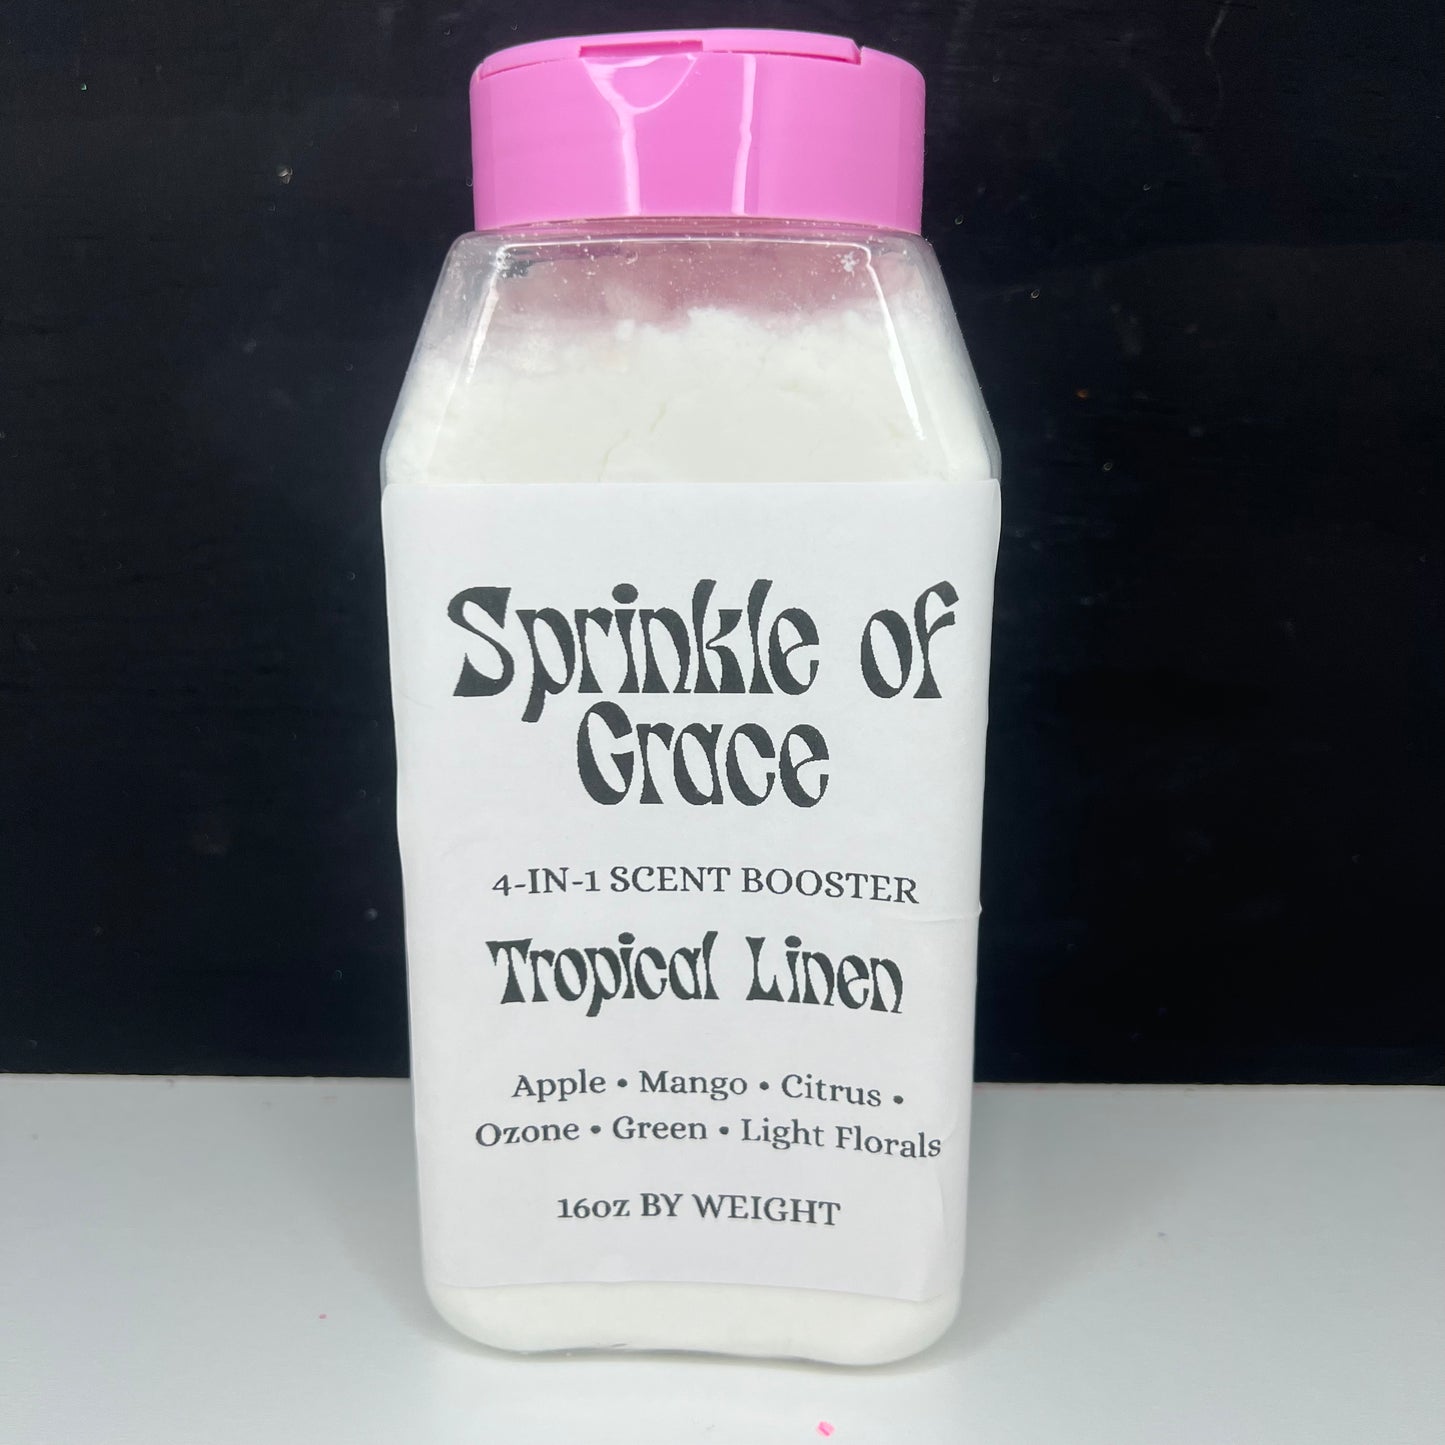 Sprinkle of
Grace
4-IN-1 SCENT BOOSTER
Tropical Linen
Apple • Mango • Citrus •
Ozone • Green • Light Florals
16oz BY WEIGHT